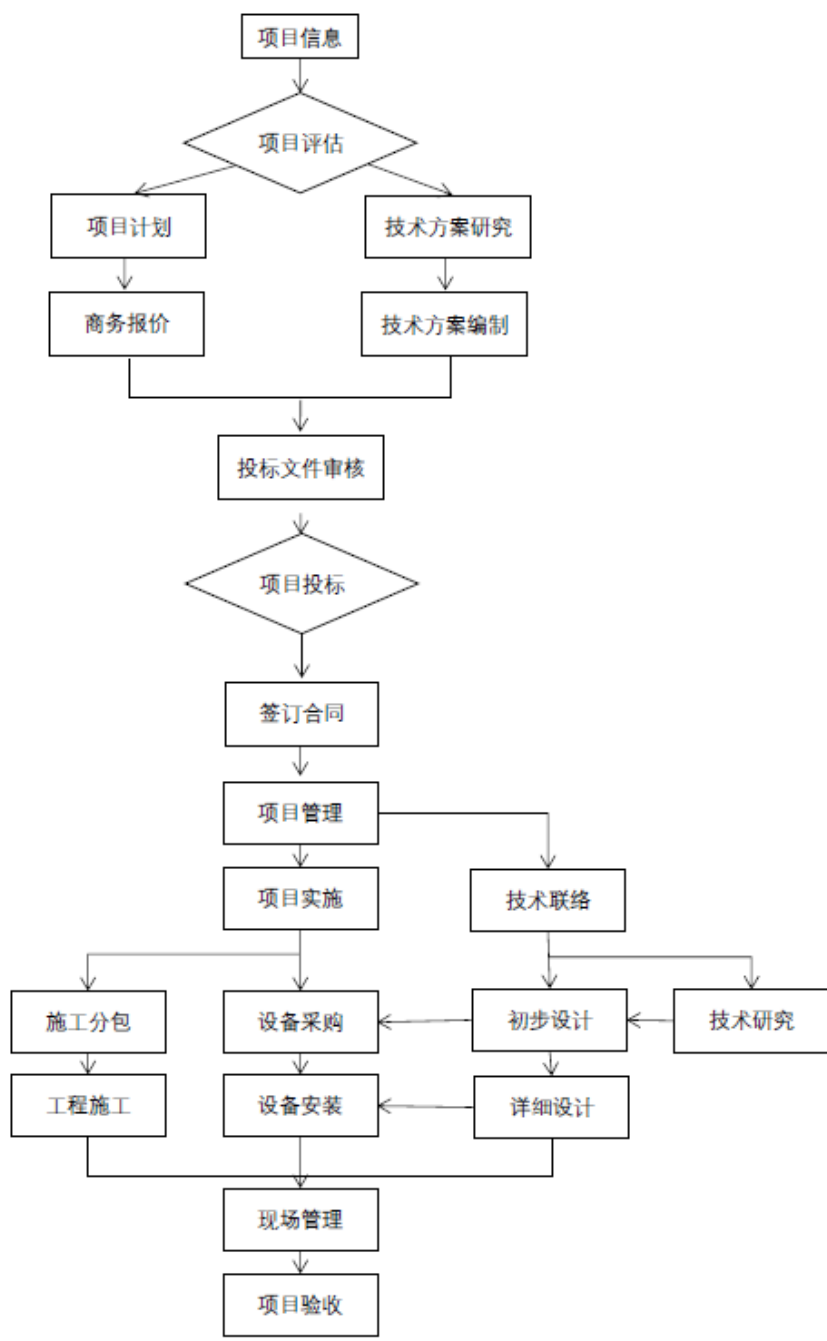 项目信息
项目评估
项目计划
技术方案研究
商务报价
技术方案编制
投标文件审核
项目投标
签订合同
项目管理
项目实施
技术联络
施工分包
设备采购
初步设计
技术研究
工程施工
设备安装
详细设计
现场管理
项目验收